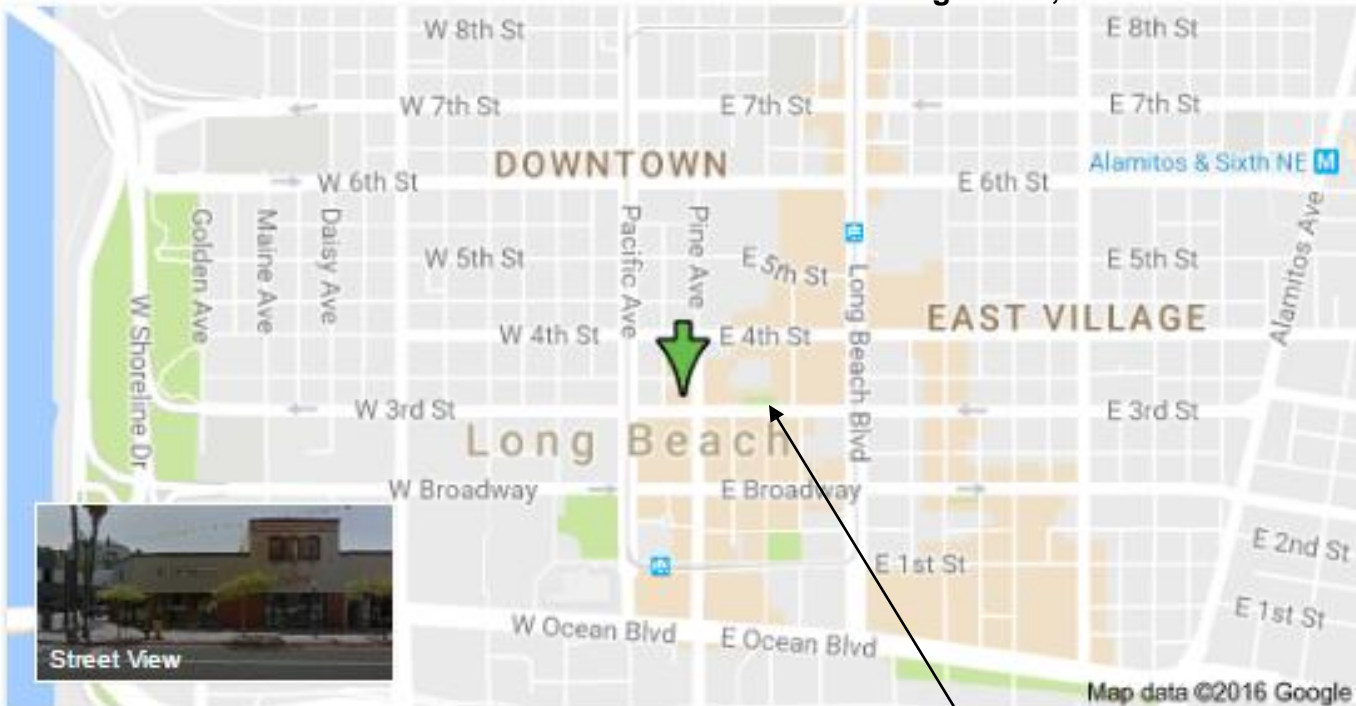 W 8th St
E 8th St
W 7th St
E 7th St
E 7th St
DOWNTOWN
Alamitos & Sixth NE M
W 6th St
E 6th St
Golden Ave
Maine Ave
Daisy Ave
Pacific Ave
Pine Ave
Alamitos Ave
W 5th St
E 5th St
E 5th St
Long Beach Blvd
W Shoreline Dr
EAST VILLAGE
W 4th St
E 4th St
W 3rd St
E 3rd St
Long Beach
W Broadway
E Broadway
E 2nd St
E 1st St
E 1st St
W Ocean Blvd
E Ocean Blvd
Street View
Map data ©2016 Google